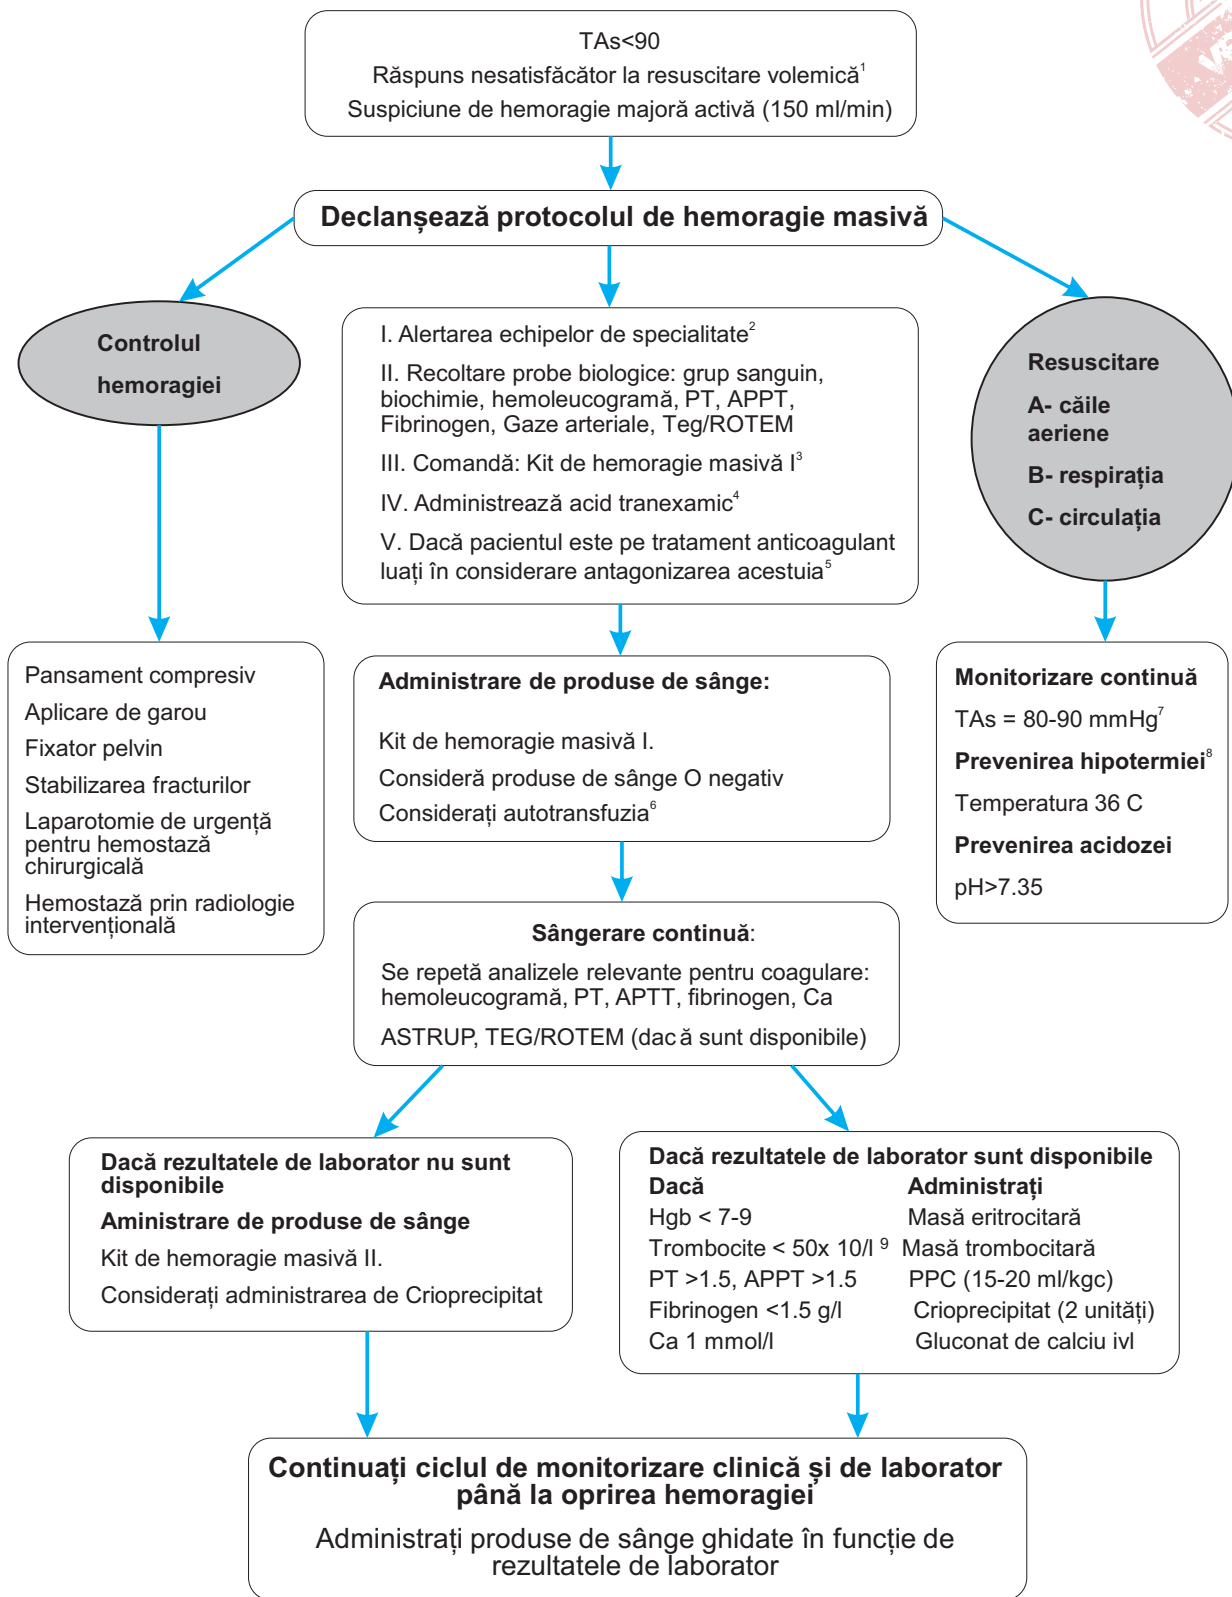 TAs<90
Răspuns nesatisfăcător la resuscitare volemică¹
Suspiciune de hemoragie majoră activă (150 ml/min)
Declanșează protocolul de hemoragie masivă
Controlul
hemoragiei
I. Alertarea echipelor de specialitate²
II. Recoltare probe biologice: grup sanguin,
biochimie, hemoleucogramă, PT, APPT,
Fibrinogen, Gaze arteriale, Teg/ROTEM
III. Comandă: Kit de hemoragie masivă I³
IV. Administrează acid tranexamic⁴
V. Dacă pacientul este pe tratament anticoagulant
luați în considerare antagonizarea acestuia⁵
Resuscitare
A- căile
aeriene
B- respirația
C- circulația
Pansament compresiv
Aplicare de garou
Fixator pelvin
Stabilizarea fracturilor
Laparotomie de urgență
pentru hemostază
chirurgicală
Hemostază prin radiologie
intervențională
Administrare de produse de sânge:
Kit de hemoragie masivă I.
Consideră produse de sânge O negativ
Considerați autotransfuzia⁶
Monitorizare continuă
TAs = 80-90 mmHg⁷
Prevenirea hipotermiei⁸
Temperatura 36 C
Prevenirea acidozei
pH>7.35
Sângerare continuă:
Se repetă analizele relevante pentru coagulare:
hemoleucogramă, PT, APTT, fibrinogen, Ca
ASTRUP, TEG/ROTEM (dacă sunt disponibile)
Dacă rezultatele de laborator nu sunt
disponibile
Aministrare de produse de sânge
Kit de hemoragie masivă II.
Considerați administrarea de Crioprecipitat
Dacă rezultatele de laborator sunt disponibile
Dacă Administrați
Hgb < 7-9 Masă eritrocitară
Trombocite < 50x 10/l ⁹ Masă trombocitară
PT >1.5, APPT >1.5 PPC (15-20 ml/kgc)
Fibrinogen <1.5 g/l Crioprecipitat (2 unități)
Ca 1 mmol/l Gluconat de calciu ivl
Continuați ciclul de monitorizare clinică și de laborator
până la oprirea hemoragiei
Administrați produse de sânge ghidate în funcție de
rezultatele de laborator